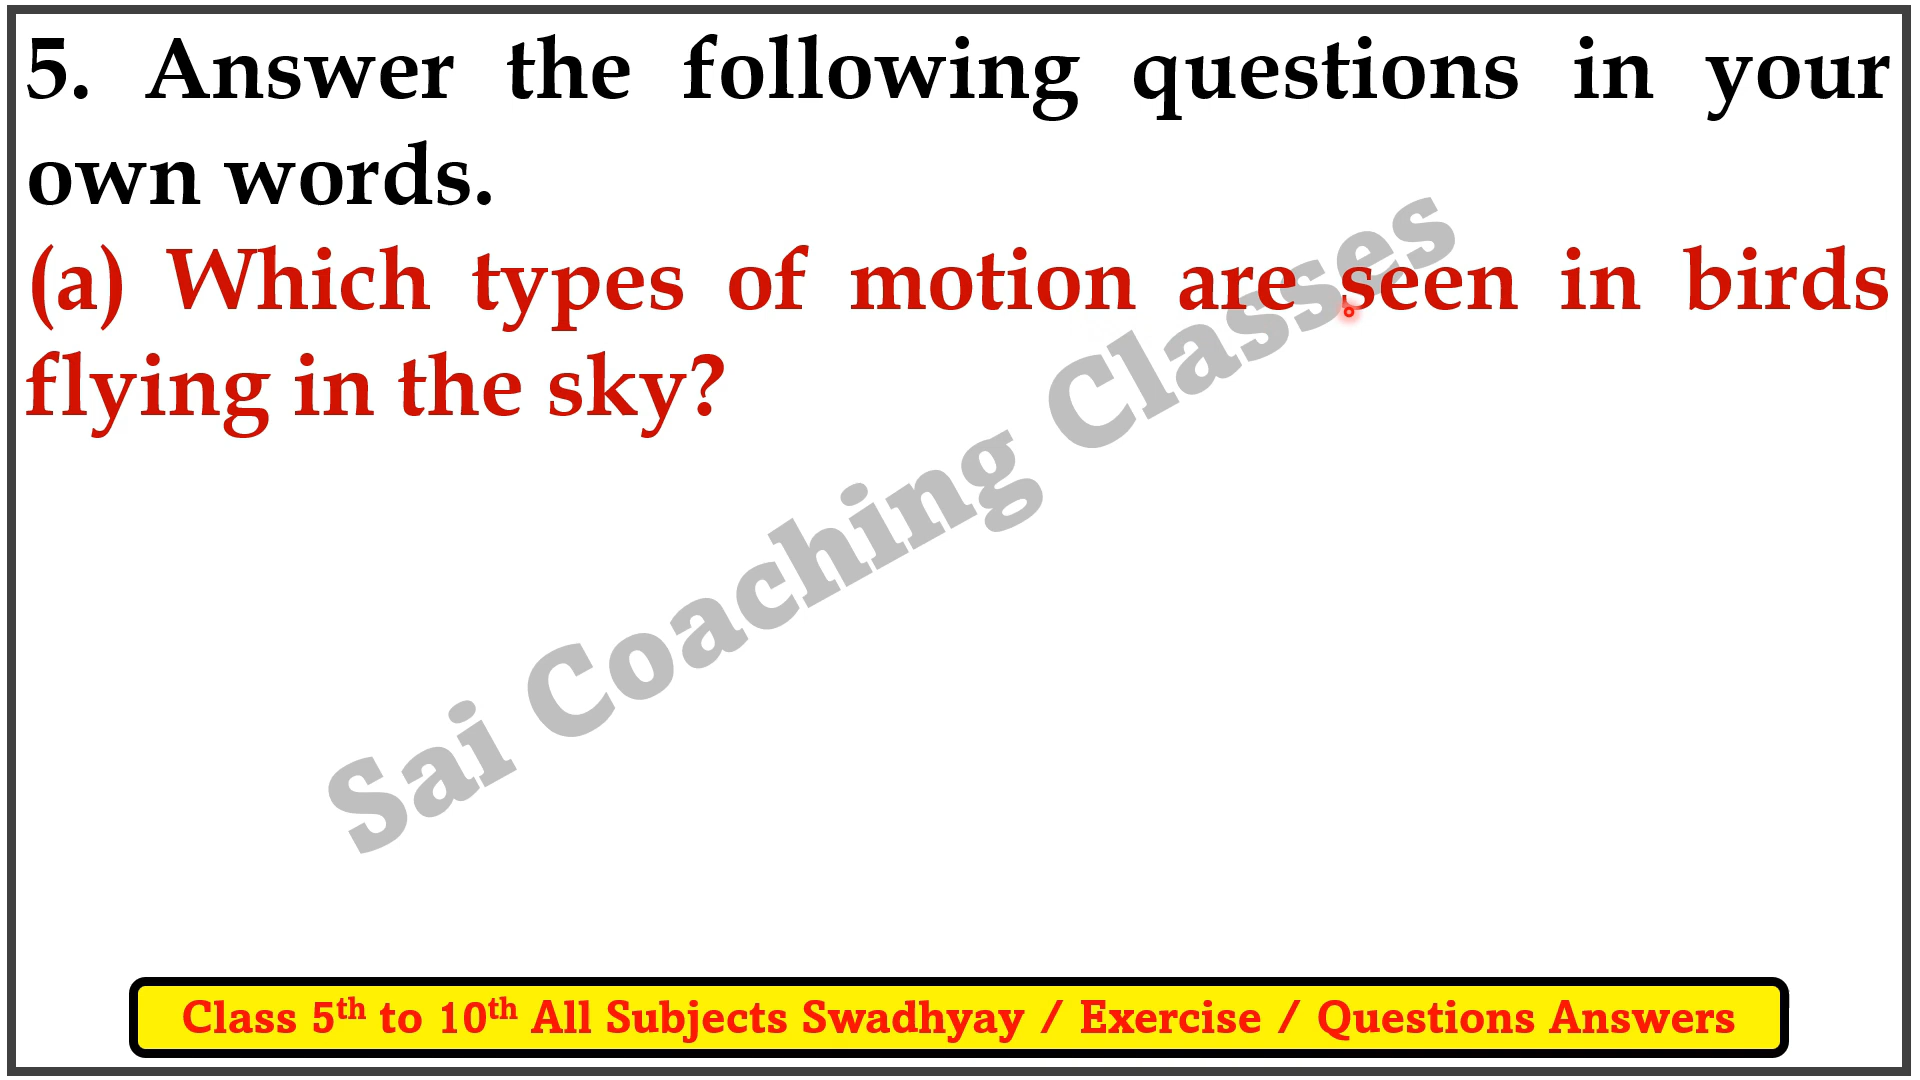 5. Answer the following questions in your
own words.
(a) Which types of motion are seen in birds
flying in the sky?
Sai Coaching Classes
Class 5th to 10th All Subjects Swadhyay / Exercise / Questions Answers